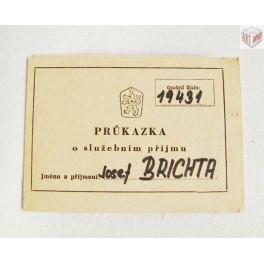 Osobní číslo:
19431
PRŮKAZKA
o služebním příjmu
Jméno a příjmení: Josef BRICHTA